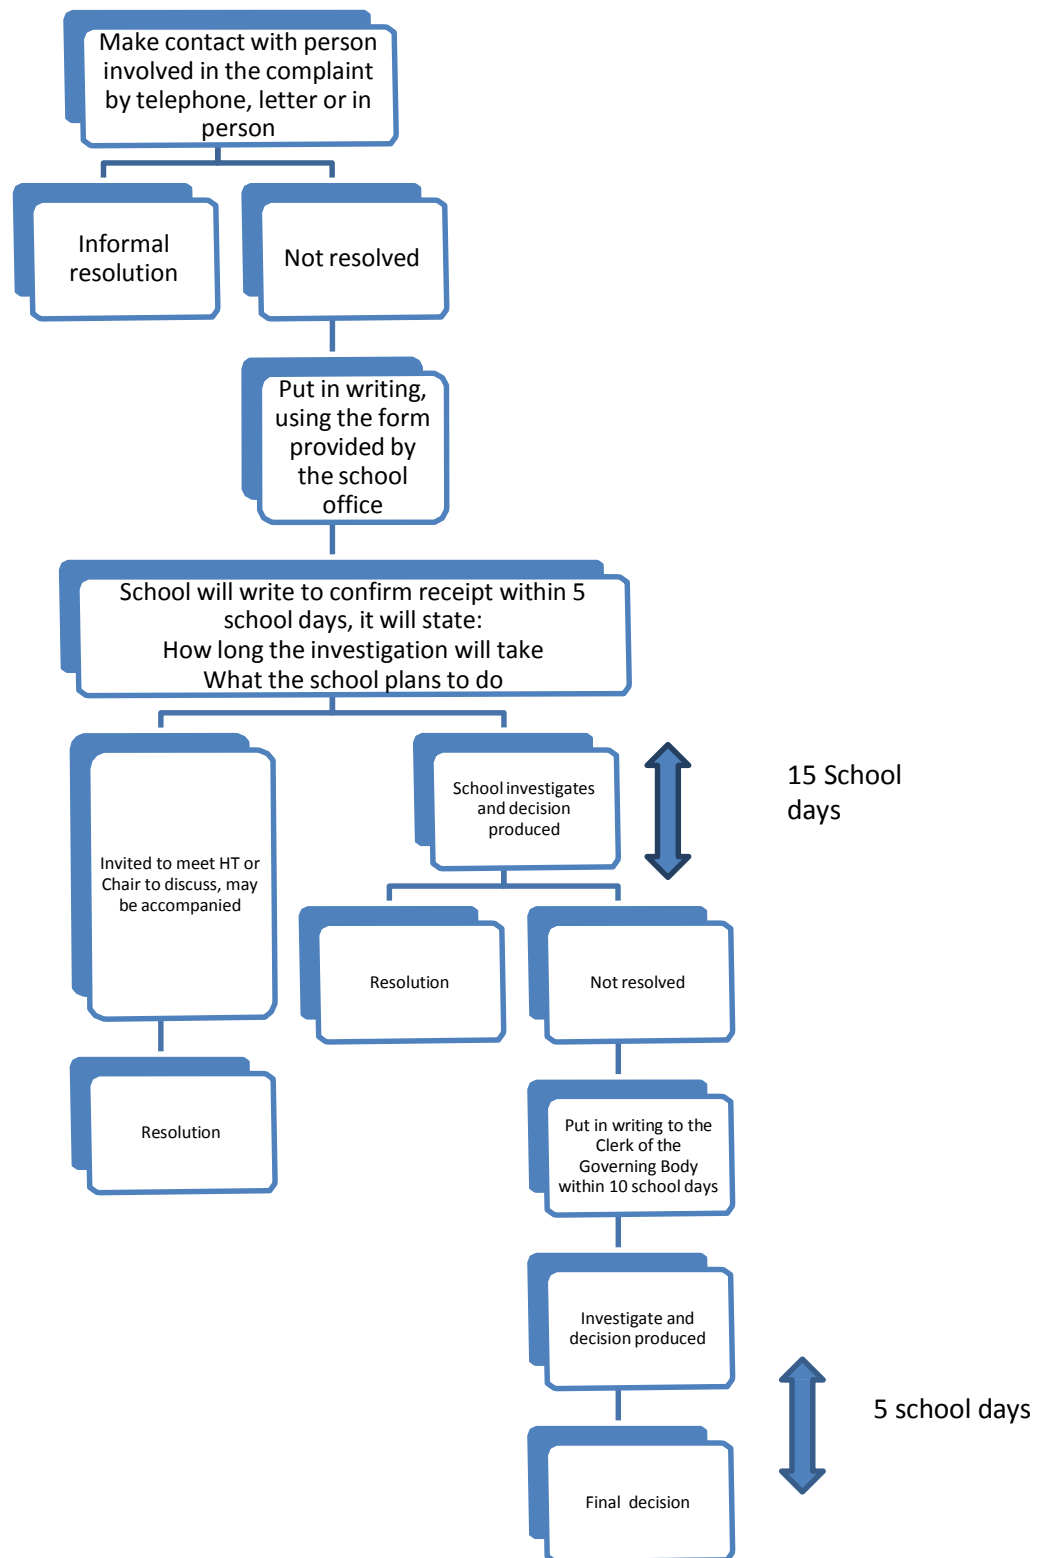 Make contact with person
involved in the complaint
by telephone, letter or in
person
Informal
resolution
Not resolved
Put in writing,
using the form
provided by
the school
office
School will write to confirm receipt within 5
school days, it will state:
How long the investigation will take
What the school plans to do
Invited to meet HT or
Chair to discuss, may
be accompanied
School investigates
and decision
produced
15 School
days
Resolution
Not resolved
Resolution
Put in writing to the
Clerk of the
Governing Body
within 10 school days
Investigate and
decision produced
5 school days
Final decision